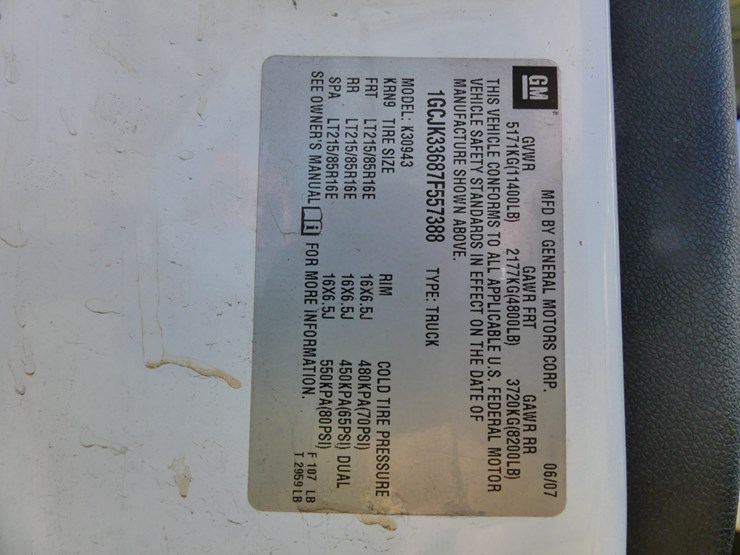 GM
MFD BY GENERAL MOTORS CORP. 06/07
GVWR GAWR FRT GAWR RR
5171KG(11400LB) 2177KG(4800LB) 3720KG(8200LB)
THIS VEHICLE CONFORMS TO ALL APPLICABLE U.S. FEDERAL MOTOR
VEHICLE SAFETY STANDARDS IN EFFECT ON THE DATE OF
MANUFACTURE SHOWN ABOVE.
1GCJK33687F557388 TYPE: TRUCK
MODEL: K30943
KRN9 TIRE SIZE RIM COLD TIRE PRESSURE
FRT LT215/85R16E 16X6.5J 480KPA(70PSI)
RR LT215/85R16E 16X6.5J 450KPA(65PSI) DUAL
SPA LT215/85R16E 16X6.5J 550KPA(80PSI)
SEE OWNER'S MANUAL i FOR MORE INFORMATION.
F 107 LB
T 2959 LB